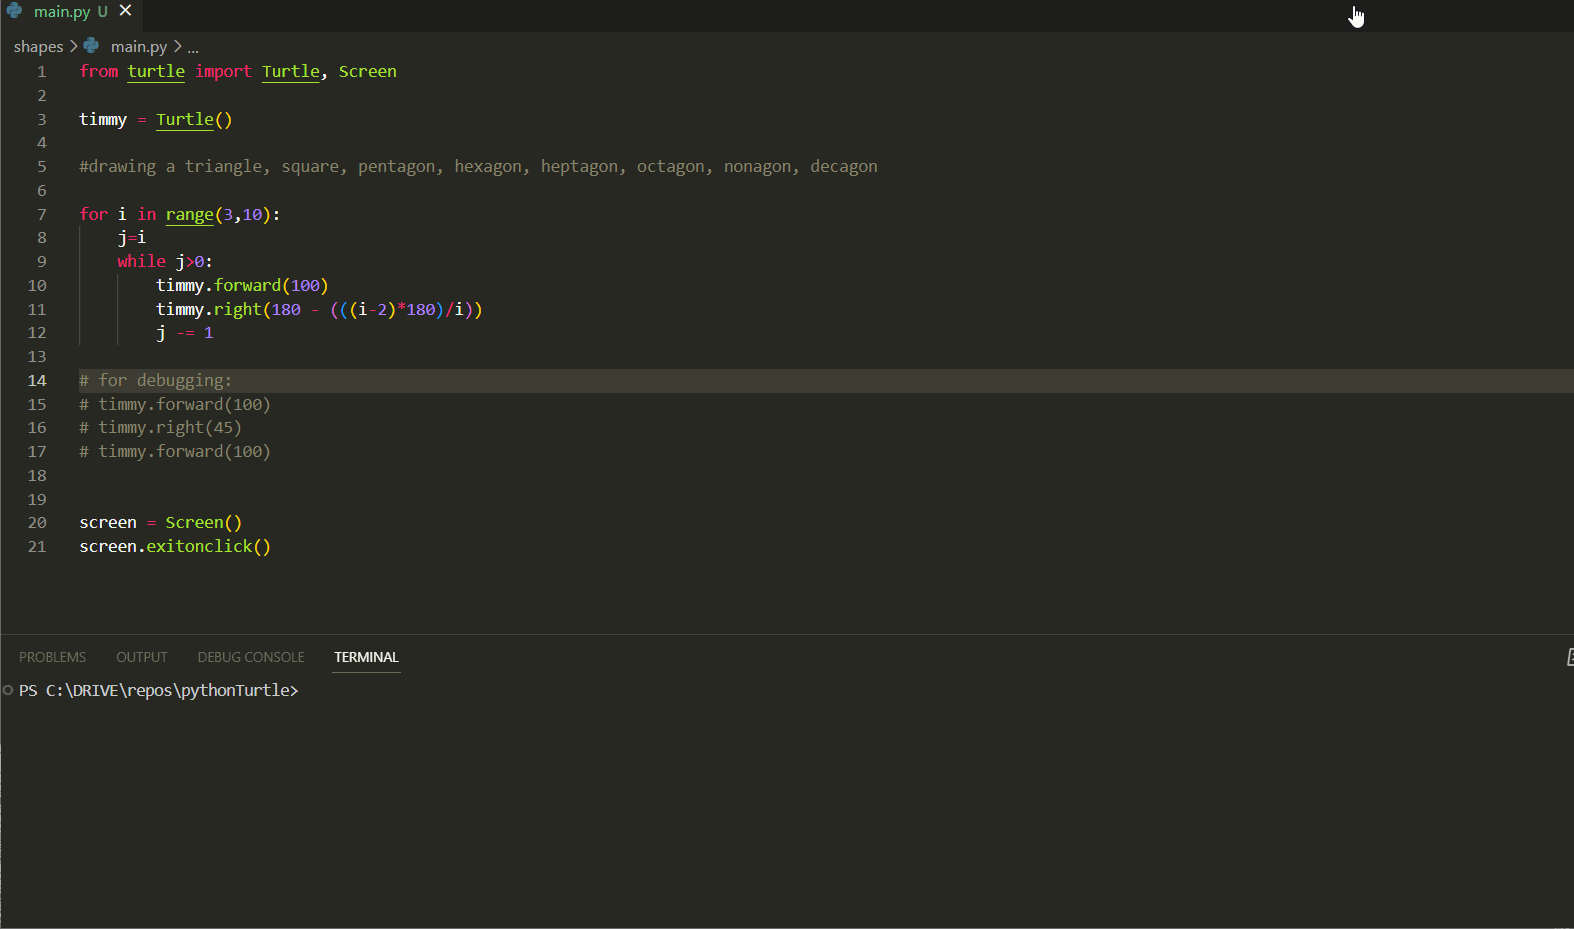 main.py U ×
shapes > main.py > ...
1 from turtle import Turtle, Screen
2
3 timmy = Turtle()
4
5 #drawing a triangle, square, pentagon, hexagon, heptagon, octagon, nonagon, decagon
6
7 for i in range(3,10):
8     j=i
9     while j>0:
10         timmy.forward(100)
11         timmy.right(180 - (((i-2)*180)/i))
12         j -= 1
13
14 # for debugging:
15 # timmy.forward(100)
16 # timmy.right(45)
17 # timmy.forward(100)
18
19
20 screen = Screen()
21 screen.exitonclick()
PROBLEMS OUTPUT DEBUG CONSOLE TERMINAL
PS C:\DRIVE\repos\pythonTurtle>